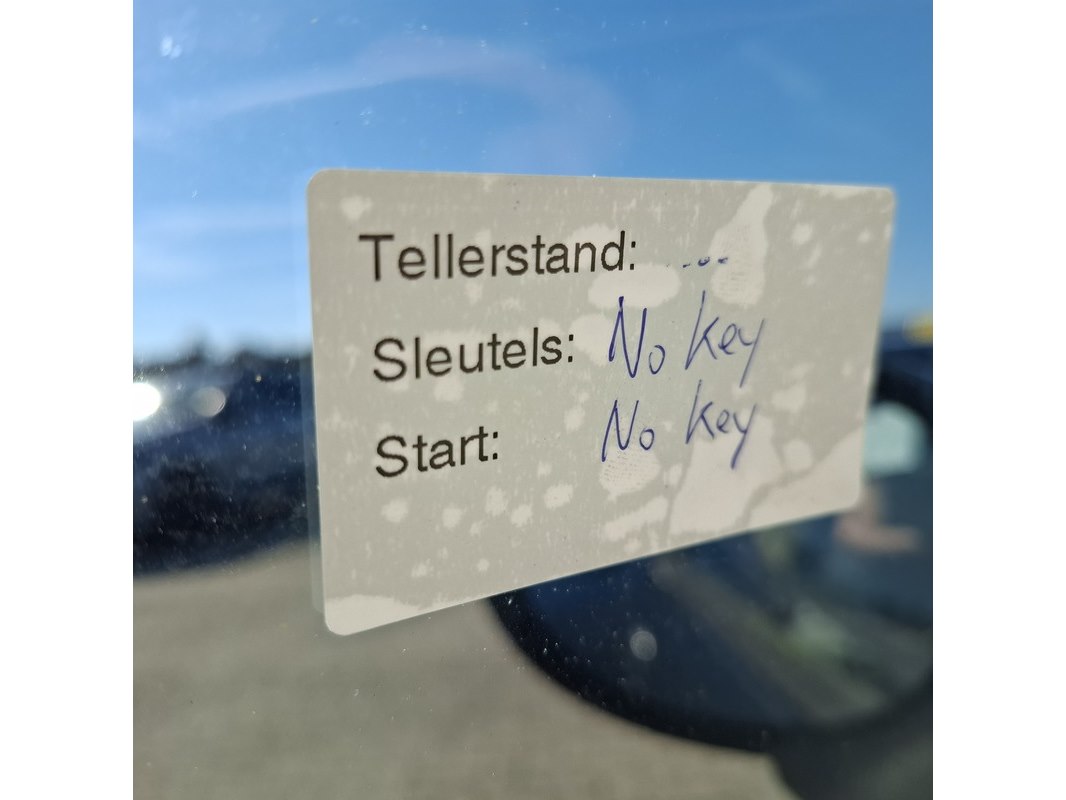 Tellerstand: ---
Sleutels: No key
Start: No key